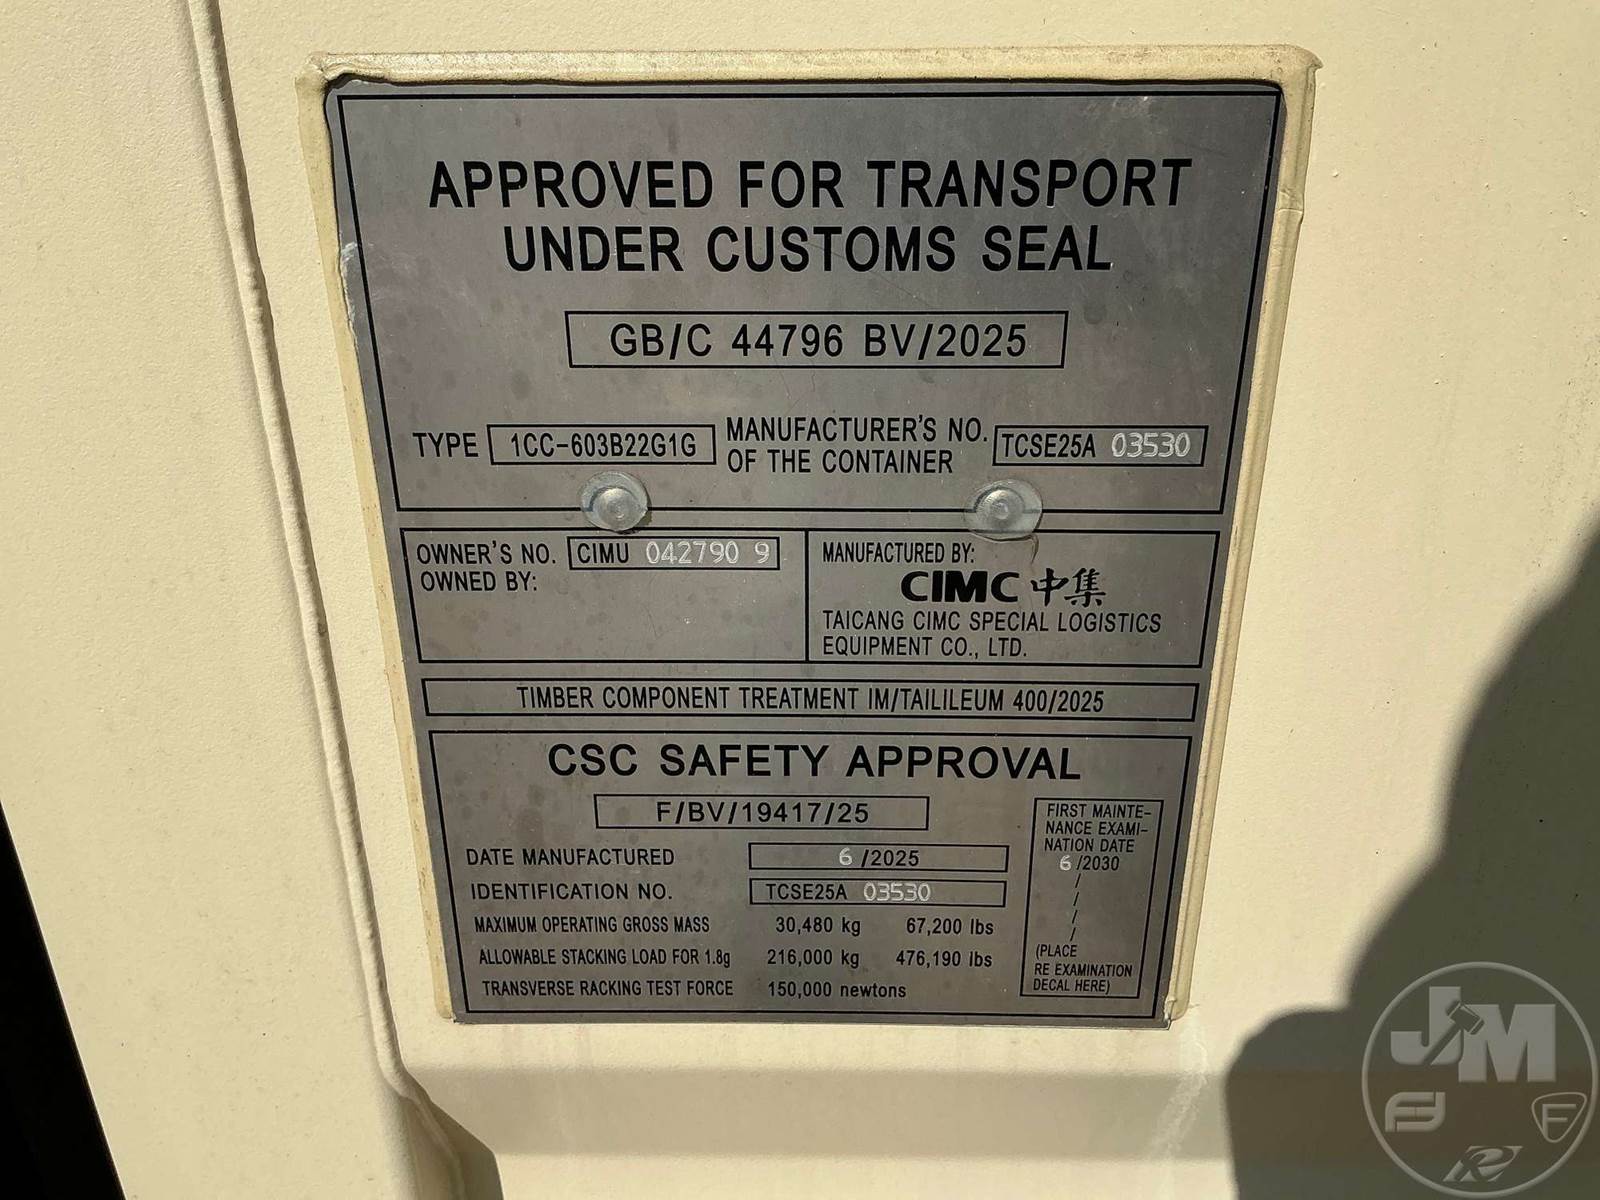 APPROVED FOR TRANSPORT
UNDER CUSTOMS SEAL
GB/C 44796 BV/2025
TYPE 1CC-603B22G1G
MANUFACTURER'S NO.
OF THE CONTAINER
TCSE25A 03530
OWNER'S NO. CIMU 042790 9
OWNED BY:
MANUFACTURED BY:
CIMC 中集
TAICANG CIMC SPECIAL LOGISTICS
EQUIPMENT CO., LTD.
TIMBER COMPONENT TREATMENT IM/TAILILEUM 400/2025
CSC SAFETY APPROVAL
F/BV/19417/25
DATE MANUFACTURED 6 /2025
IDENTIFICATION NO. TCSE25A 03530
MAXIMUM OPERATING GROSS MASS 30,480 kg 67,200 lbs
ALLOWABLE STACKING LOAD FOR 1.8g 216,000 kg 476,190 lbs
TRANSVERSE RACKING TEST FORCE 150,000 newtons
FIRST MAINTE-
NANCE EXAMI-
NATION DATE
6 /2030
/
/
/
/
(PLACE
RE EXAMINATION
DECAL HERE)
JM
F